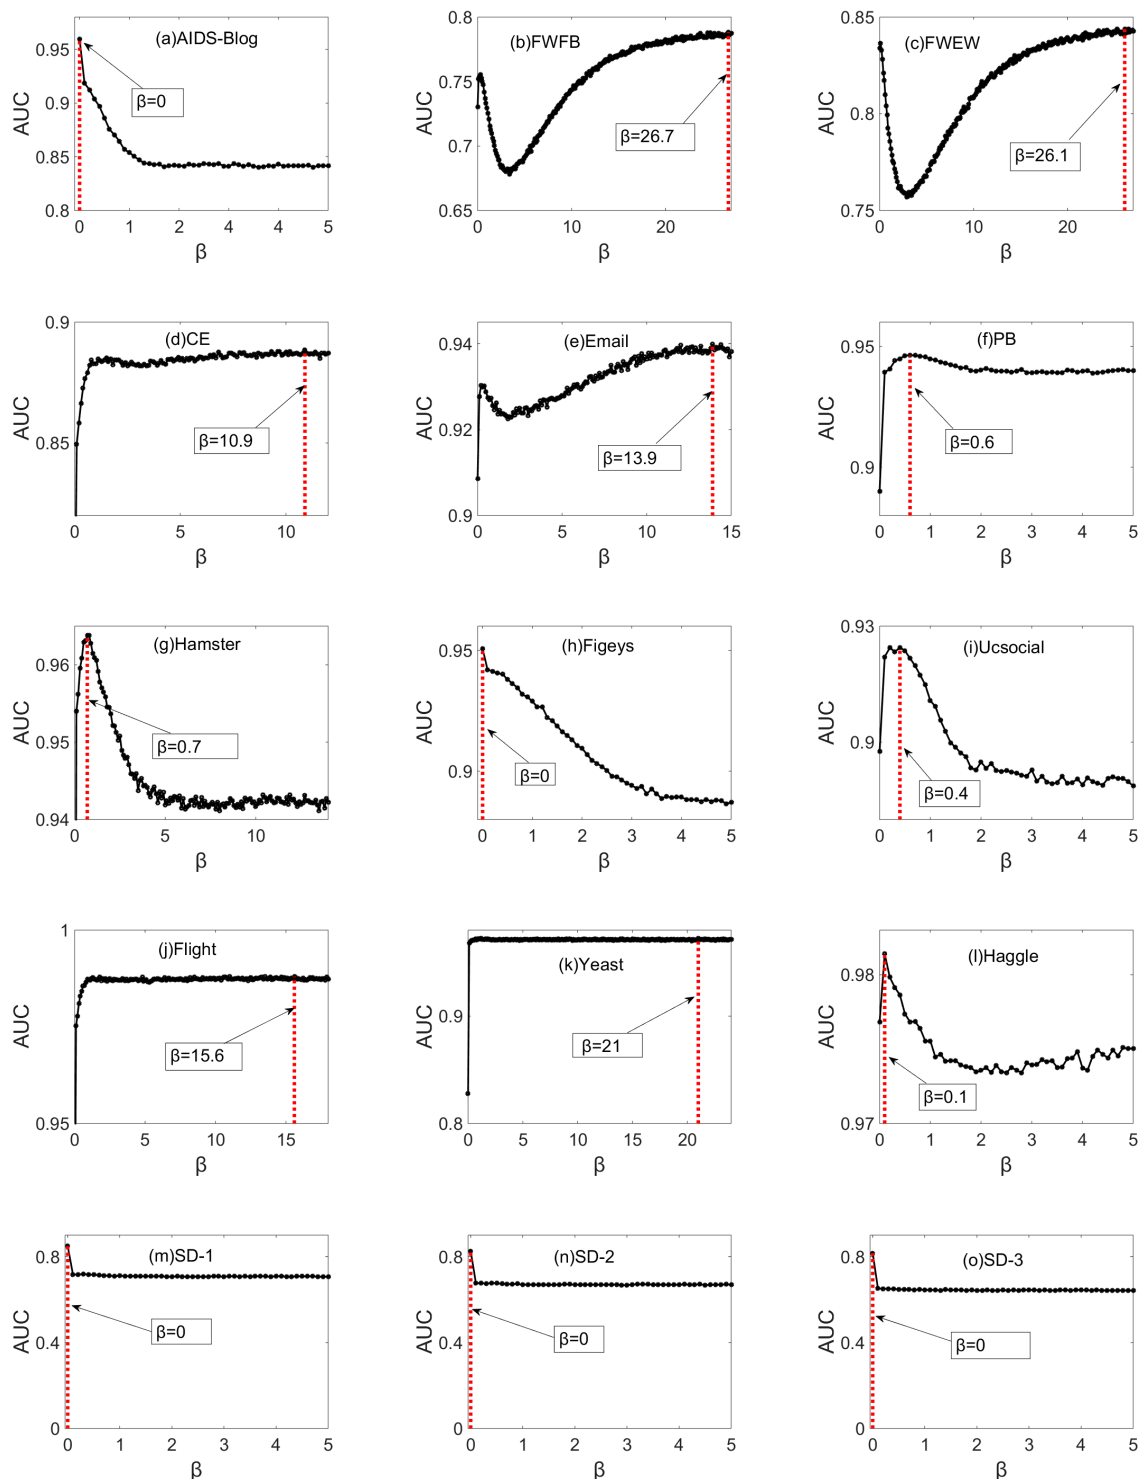 (a)AIDS-Blog
AUC
0.95
0.9
0.85
0.8
β=0
0 1 2 3 4 4 5
β
(b)FWFB
AUC
0.8
0.75
0.7
0.65
β=26.7
0 10 20
β
(c)FWEW
AUC
0.85
0.8
0.75
β=26.1
0 10 20
β
(d)CE
AUC
0.9
0.85
β=10.9
0 5 10
β
(e)Email
AUC
0.94
0.92
0.9
β=13.9
0 5 10 15
β
(f)PB
AUC
0.95
0.9
β=0.6
0 1 2 3 4 5
β
(g)Hamster
AUC
0.96
0.95
0.94
β=0.7
0 5 10
β
(h)Figeys
AUC
0.95
0.9
β=0
0 1 2 3 4 5
β
(i)Ucsocial
AUC
0.93
0.9
β=0.4
0 1 2 3 4 5
β
(j)Flight
AUC
1
0.95
β=15.6
0 5 10 15
β
(k)Yeast
AUC
0.9
0.8
β=21
0 5 10 15 20
β
(l)Haggle
AUC
0.98
0.97
β=0.1
0 1 2 3 4 5
β
(m)SD-1
AUC
0.8
0.4
0
β=0
0 1 2 3 4 5
β
(n)SD-2
AUC
0.8
0.4
0
β=0
0 1 2 3 4 5
β
(o)SD-3
AUC
0.8
0.4
0
β=0
0 1 2 3 4 5
β